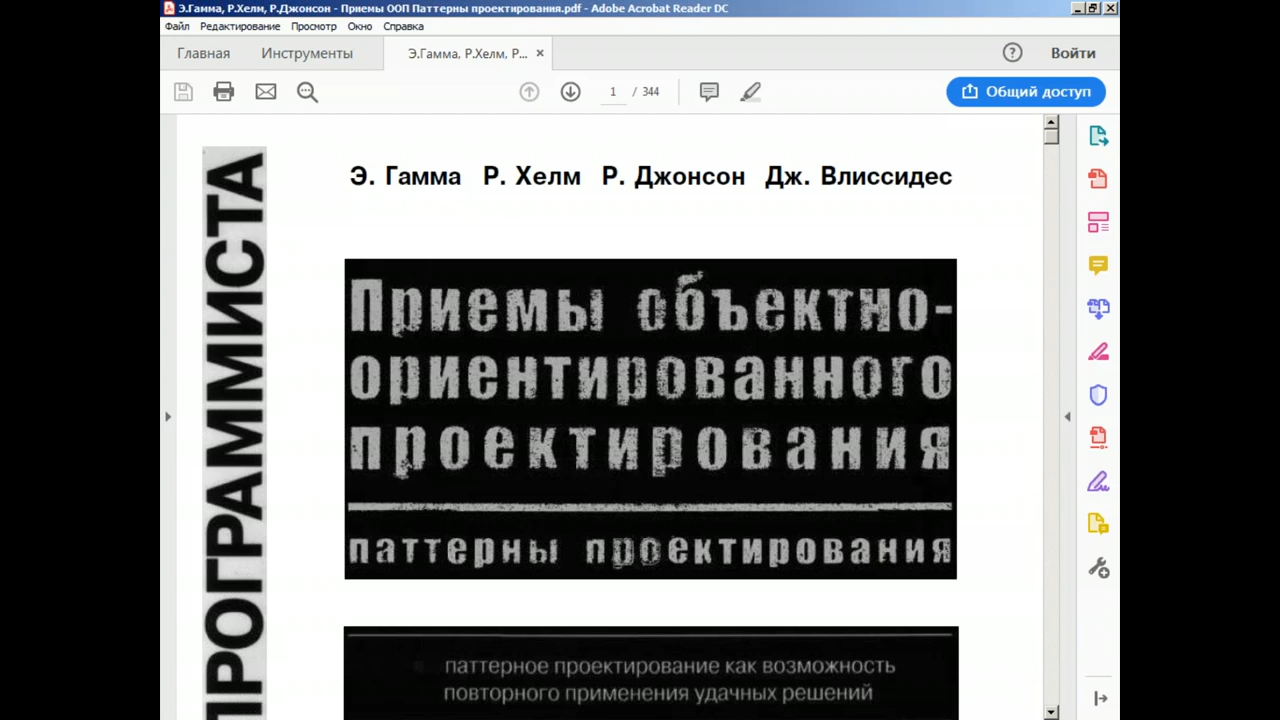 Э.Гамма, Р.Хелм, Р.Джонсон - Приемы ООП Паттерны проектирования.pdf - Adobe Acrobat Reader DC
Файл Редактирование Просмотр Окно Справка
Главная Инструменты Э.Гамма, Р.Хелм, Р... × ? Войти
1 / 344 Общий доступ
ПРОГРАММИСТА
Э. Гамма Р. Хелм Р. Джонсон Дж. Влиссидес
Приемы объектно-
ориентированного
проектирования
паттерны проектирования
паттерное проектирование как возможность
повторного применения удачных решений